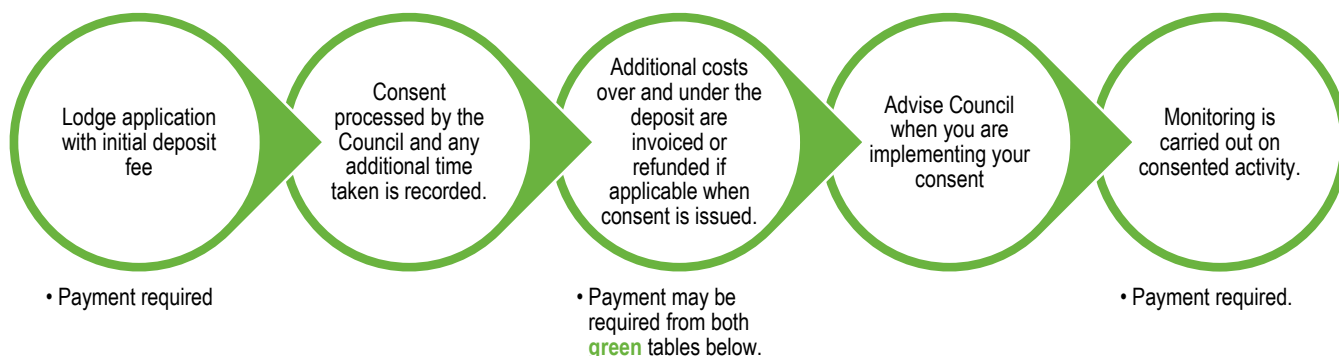 Lodge application
with initial deposit
fee
Consent
processed by the
Council and any
additional time
taken is recorded.
Additional costs
over and under the
deposit are
invoiced or
refunded if
applicable when
consent is issued.
Advise Council
when you are
implementing your
consent
Monitoring is
carried out on
consented activity.
• Payment required
• Payment may be
required from both
green tables below.
• Payment required.